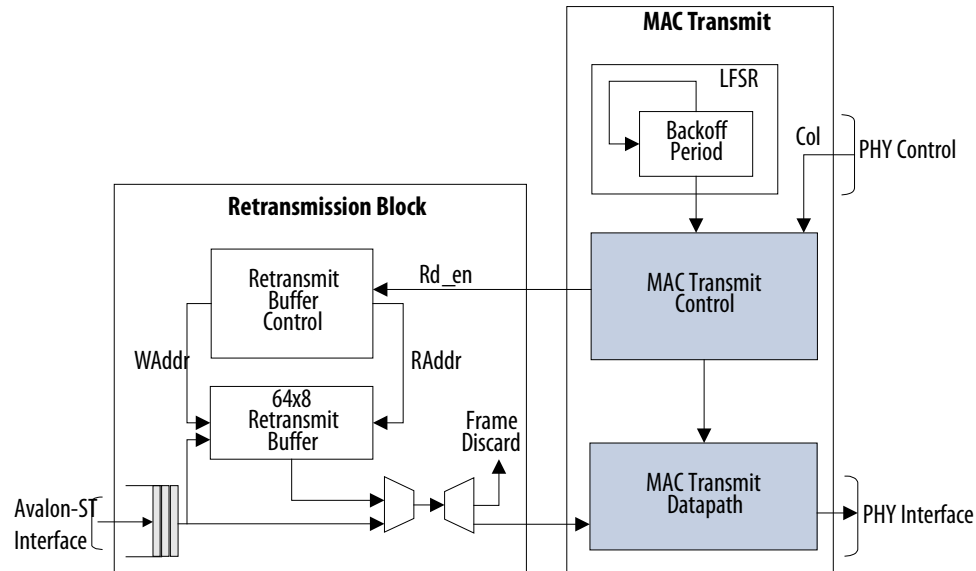 MAC Transmit
LFSR
Backoff
Period
Col
PHY Control
Retransmission Block
Retransmit
Buffer
Control
Rd_en
MAC Transmit
Control
WAddr
RAddr
64x8
Retransmit
Buffer
Frame
Discard
MAC Transmit
Datapath
Avalon-ST
Interface
PHY Interface